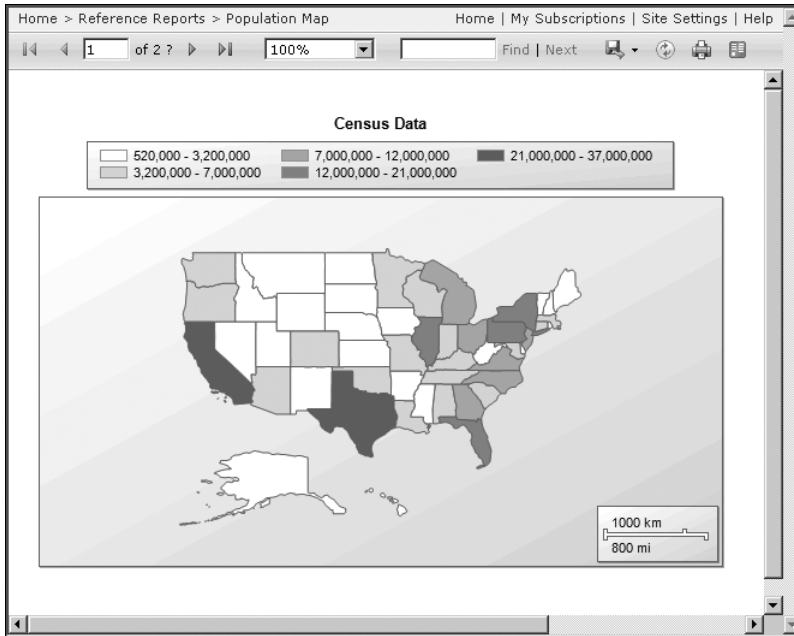 Home > Reference Reports > Population Map
Home | My Subscriptions | Site Settings | Help
1 of 2 ? 100% Find | Next
Census Data
520,000 - 3,200,000 7,000,000 - 12,000,000 21,000,000 - 37,000,000
3,200,000 - 7,000,000 12,000,000 - 21,000,000
1000 km
800 mi